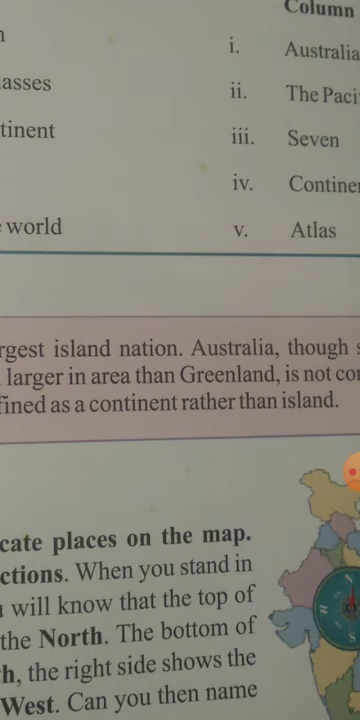 Column
i. Australia
asses
ii. The Paci
tinent
iii. Seven
iv.
world
v. Atlas
rgest island nation. Australia, though s
larger in area than Greenland, is not co
fined as a continent rather than island.
cate places on the map.
ctions. When you stand in
will know that the top of
the North. The bottom of
h, the right side shows the
West. Can you then name